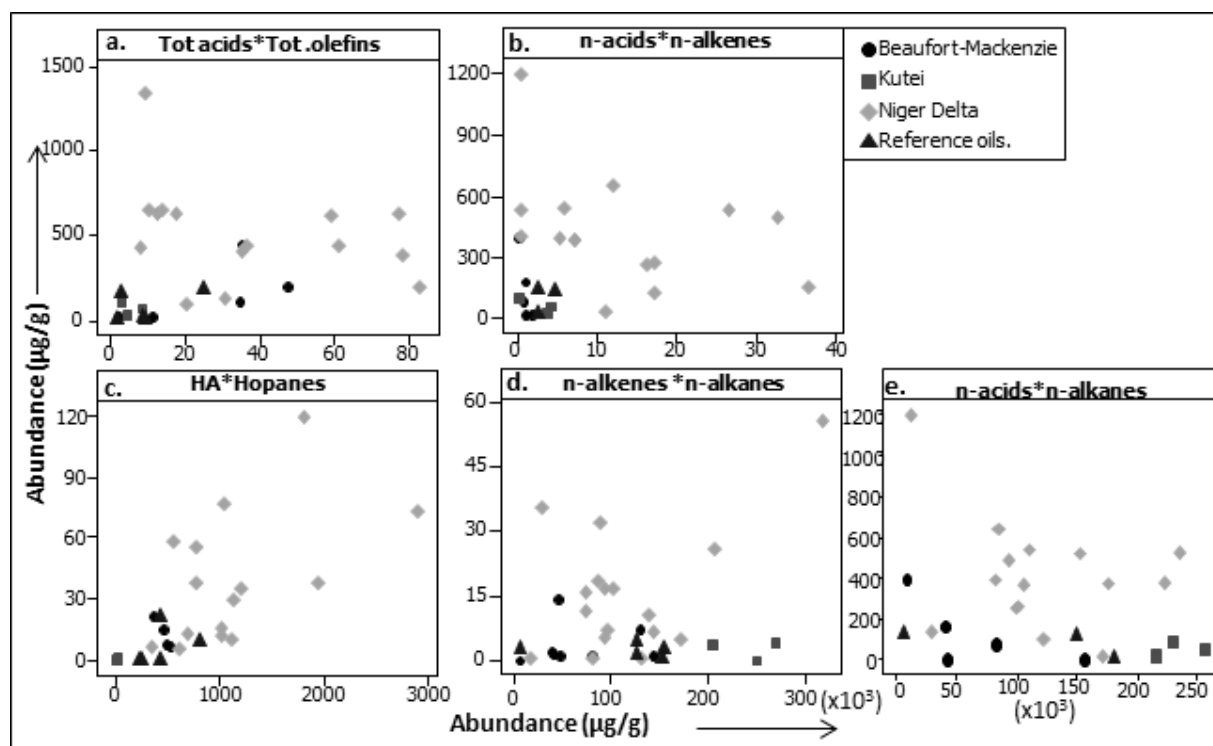 a. Tot acids*Tot .olefins
1500
1000
500
0
0 20 40 60 80
b. n-acids*n-alkenes
1200
900
600
300
0
0 10 20 30 40
Beaufort-Mackenzie
Kutei
Niger Delta
Reference oils.
c. HA*Hopanes
120
90
60
30
0
0 1000 2000 3000
d. n-alkenes *n-alkanes
60
45
30
15
0
0 100 200 300 (x10³)
e. n-acids*n-alkanes
1200
1000
800
600
400
200
0
0 50 100 150 200 250
(x10³)
Abundance (µg/g)
Abundance (µg/g)